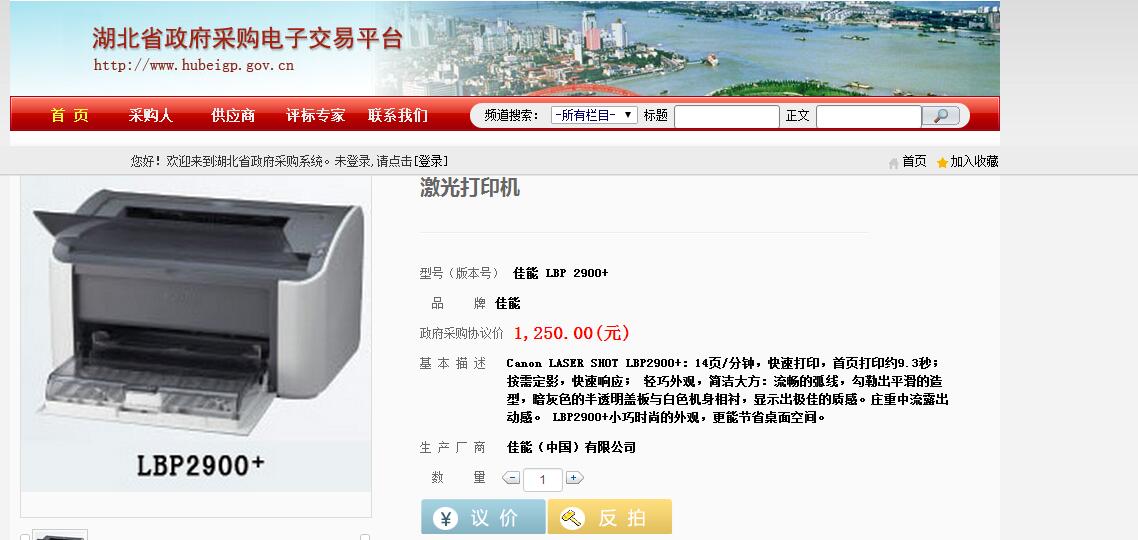 湖北省政府采购电子交易平台
http://www.hubeigp.gov.cn
首 页 采购人 供应商 评标专家 联系我们 频道搜索： -所有栏目- 标题 正文
您好！欢迎来到湖北省政府采购系统。未登录,请点击[登录] 首页 加入收藏
激光打印机
型号（版本号） 佳能 LBP 2900+
品 牌 佳能
政府采购协议价 1,250.00(元)
基 本 描 述 Canon LASER SHOT LBP2900+：14页/分钟，快速打印，首页打印约9.3秒；
按需定影，快速响应； 轻巧外观，简洁大方：流畅的弧线，勾勒出平滑的造
型，暗灰色的半透明盖板与白色机身相衬，显示出极佳的质感。庄重中流露出
动感。 LBP2900+小巧时尚的外观，更能节省桌面空间。
LBP2900+
生 产 厂 商 佳能（中国）有限公司
数 量 - 1 +
¥ 议 价 反 拍